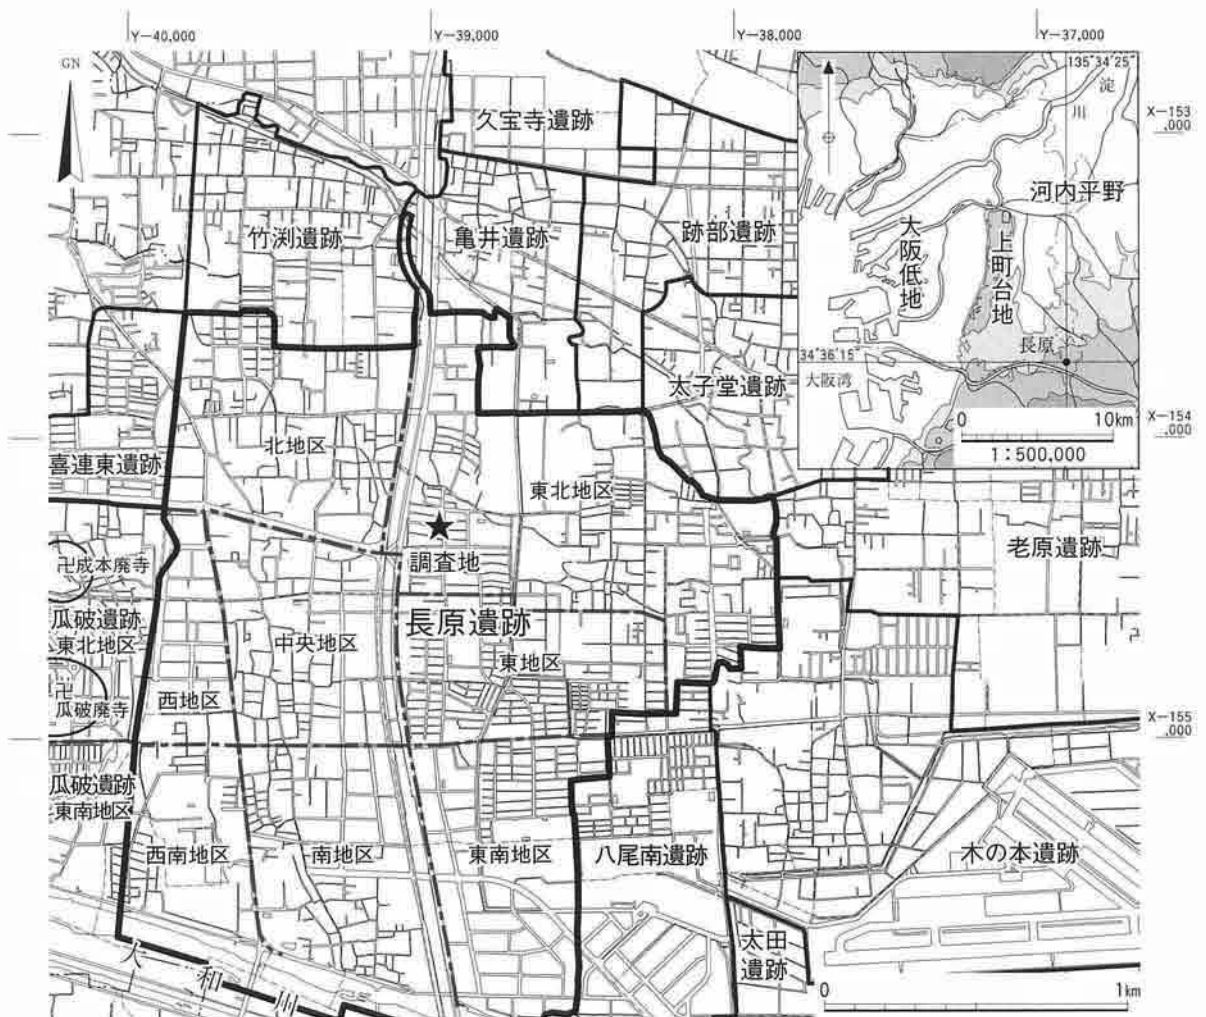 Y-40,000
Y-39,000
Y-38,000
Y-37,000
GN
135°34′25″
淀
川
X-153
,000
久宝寺遺跡
河内平野
竹渕遺跡
亀井遺跡
跡部遺跡
大阪低地
上町台地
長原
34°36′15″
大阪湾
太子堂遺跡
0
10km
1：500,000
X-154
,000
北地区
喜連東遺跡
東北地区
老原遺跡
調査地
卍成本廃寺
瓜破遺跡
東北地区
長原遺跡
中央地区
東地区
卍
瓜破廃寺
西地区
X-155
,000
瓜破遺跡
東南地区
西南地区
南地区
東南地区
八尾南遺跡
木の本遺跡
太田
遺跡
大和川
0
1km